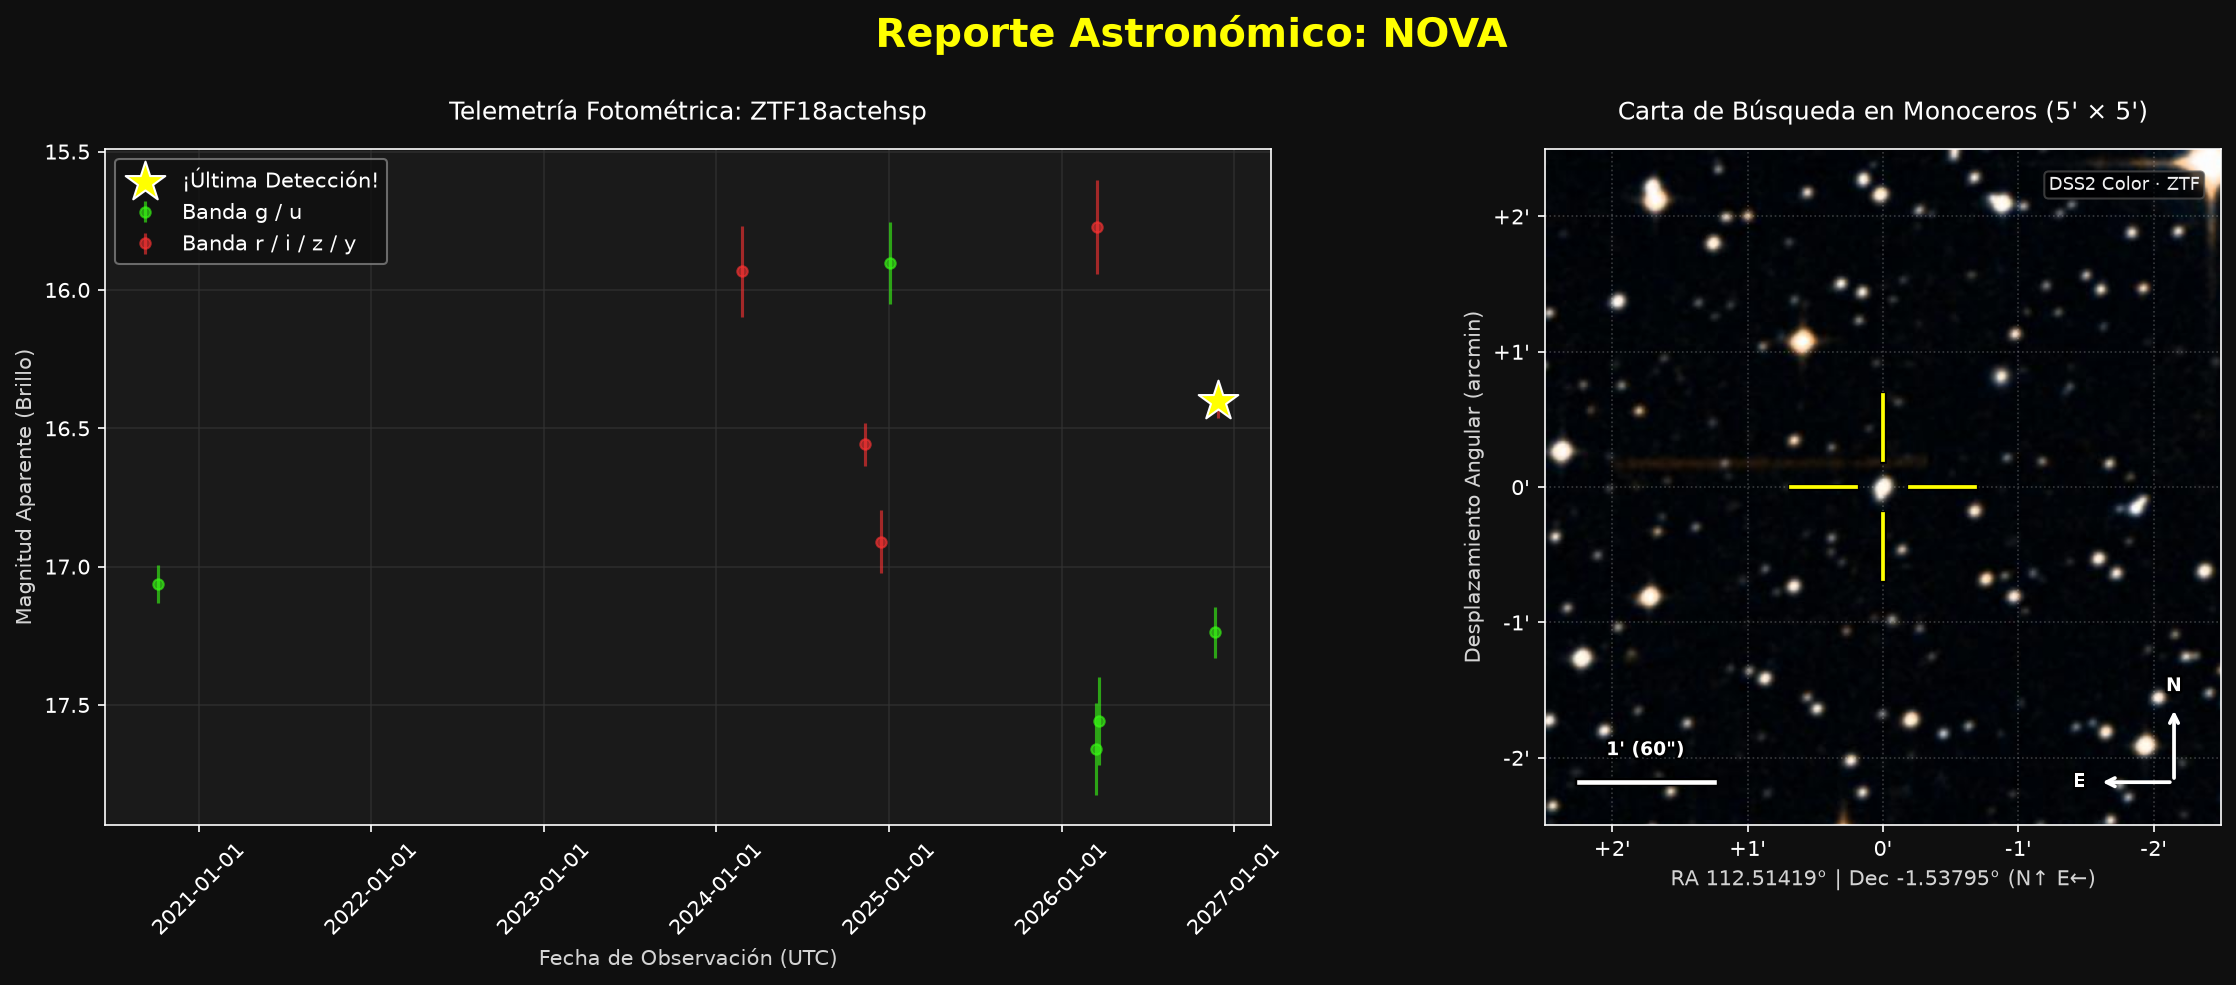 Reporte Astronómico: NOVA
Telemetría Fotométrica: ZTF18actehsp
15.5
16.0
16.5
17.0
17.5
Magnitud Aparente (Brillo)
¡Última Detección!
Banda g / u
Banda r / i / z / y
2021-01-01
2022-01-01
2023-01-01
2024-01-01
2025-01-01
2026-01-01
2027-01-01
Fecha de Observación (UTC)
Carta de Búsqueda en Monoceros (5' × 5')
DSS2 Color · ZTF
+2'
+1'
0'
-1'
-2'
Desplazamiento Angular (arcmin)
N
E
1' (60")
+2'
+1'
0'
-1'
-2'
RA 112.51419° | Dec -1.53795° (N↑ E←)